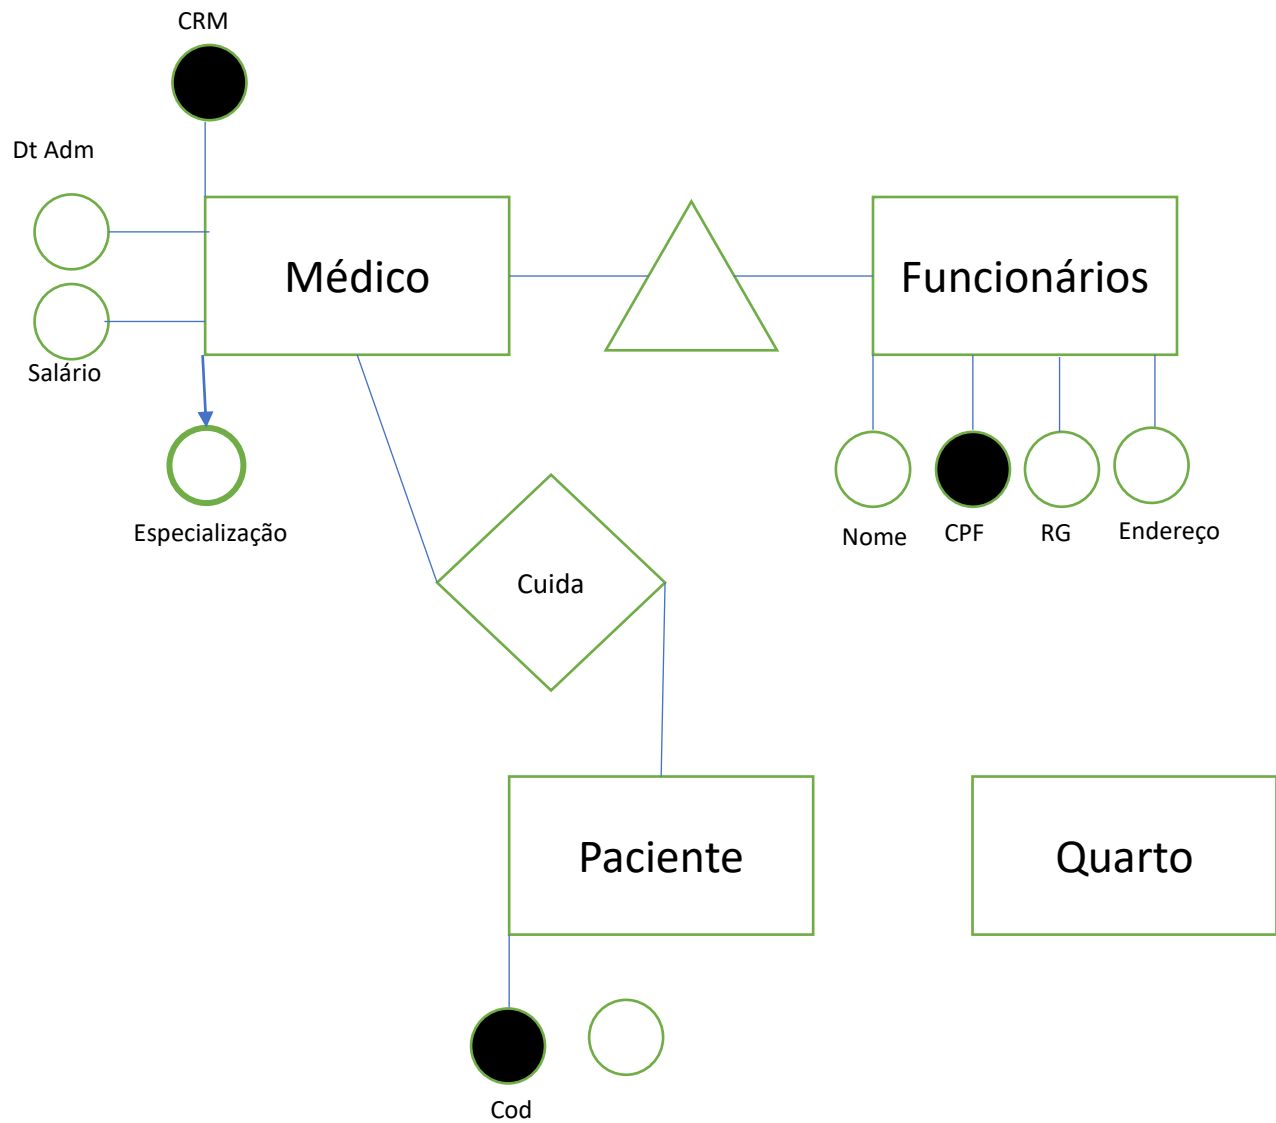 CRM
Dt Adm
Médico
Funcionários
Salário
Especialização
Nome
CPF
RG
Endereço
Cuida
Paciente
Quarto
Cod